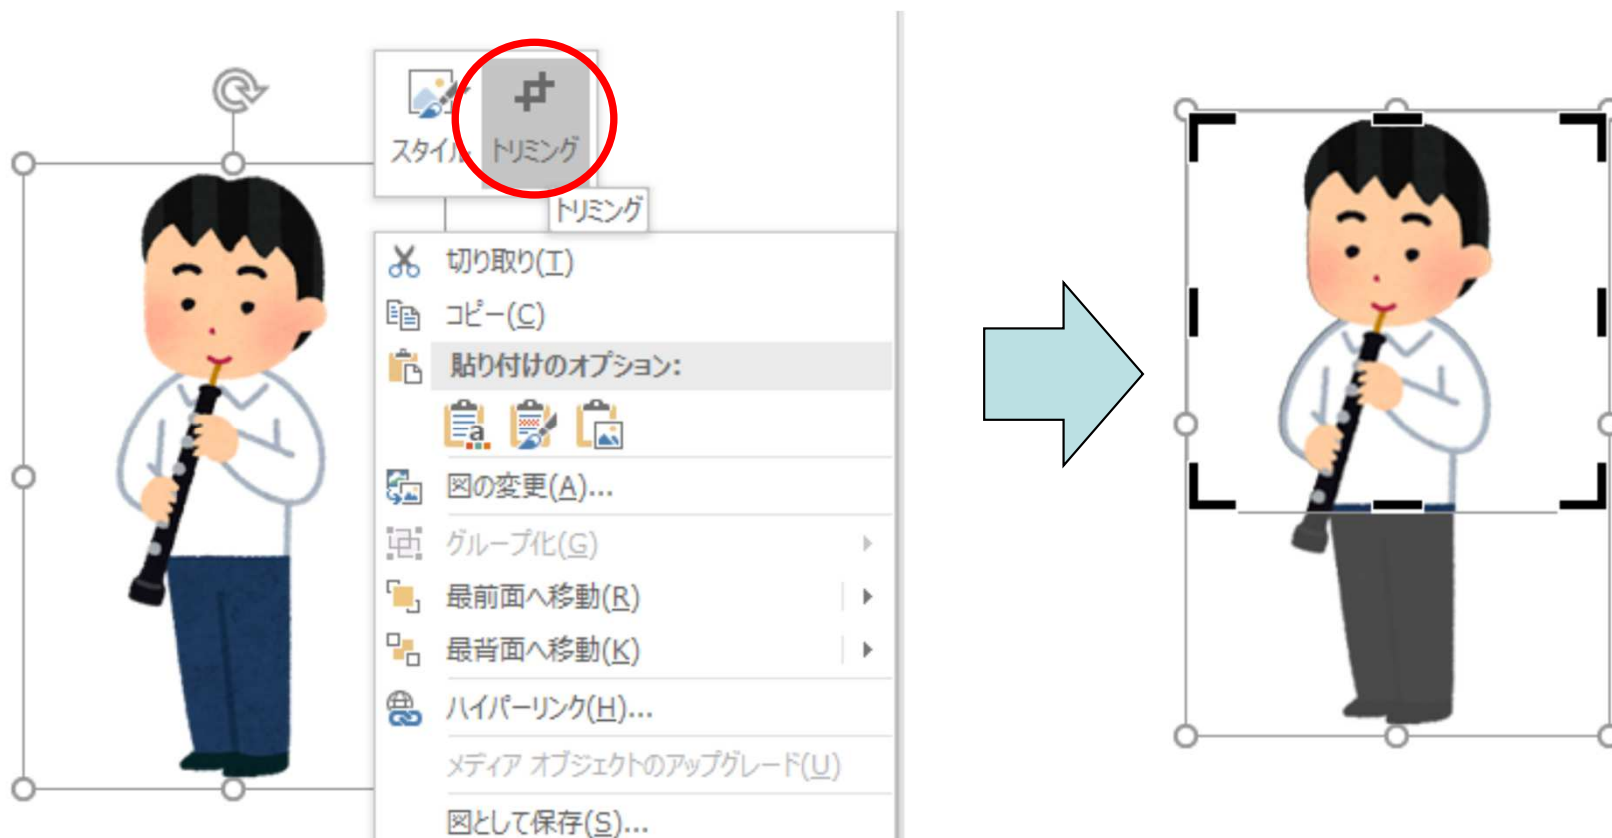 スタイル
トリミング
トリミング
切り取り(T)
コピー(C)
貼り付けのオプション:
a
図の変更(A)...
グループ化(G)
最前面へ移動(R)
最背面へ移動(K)
ハイパーリンク(H)...
メディア オブジェクトのアップグレード(U)
図として保存(S)...